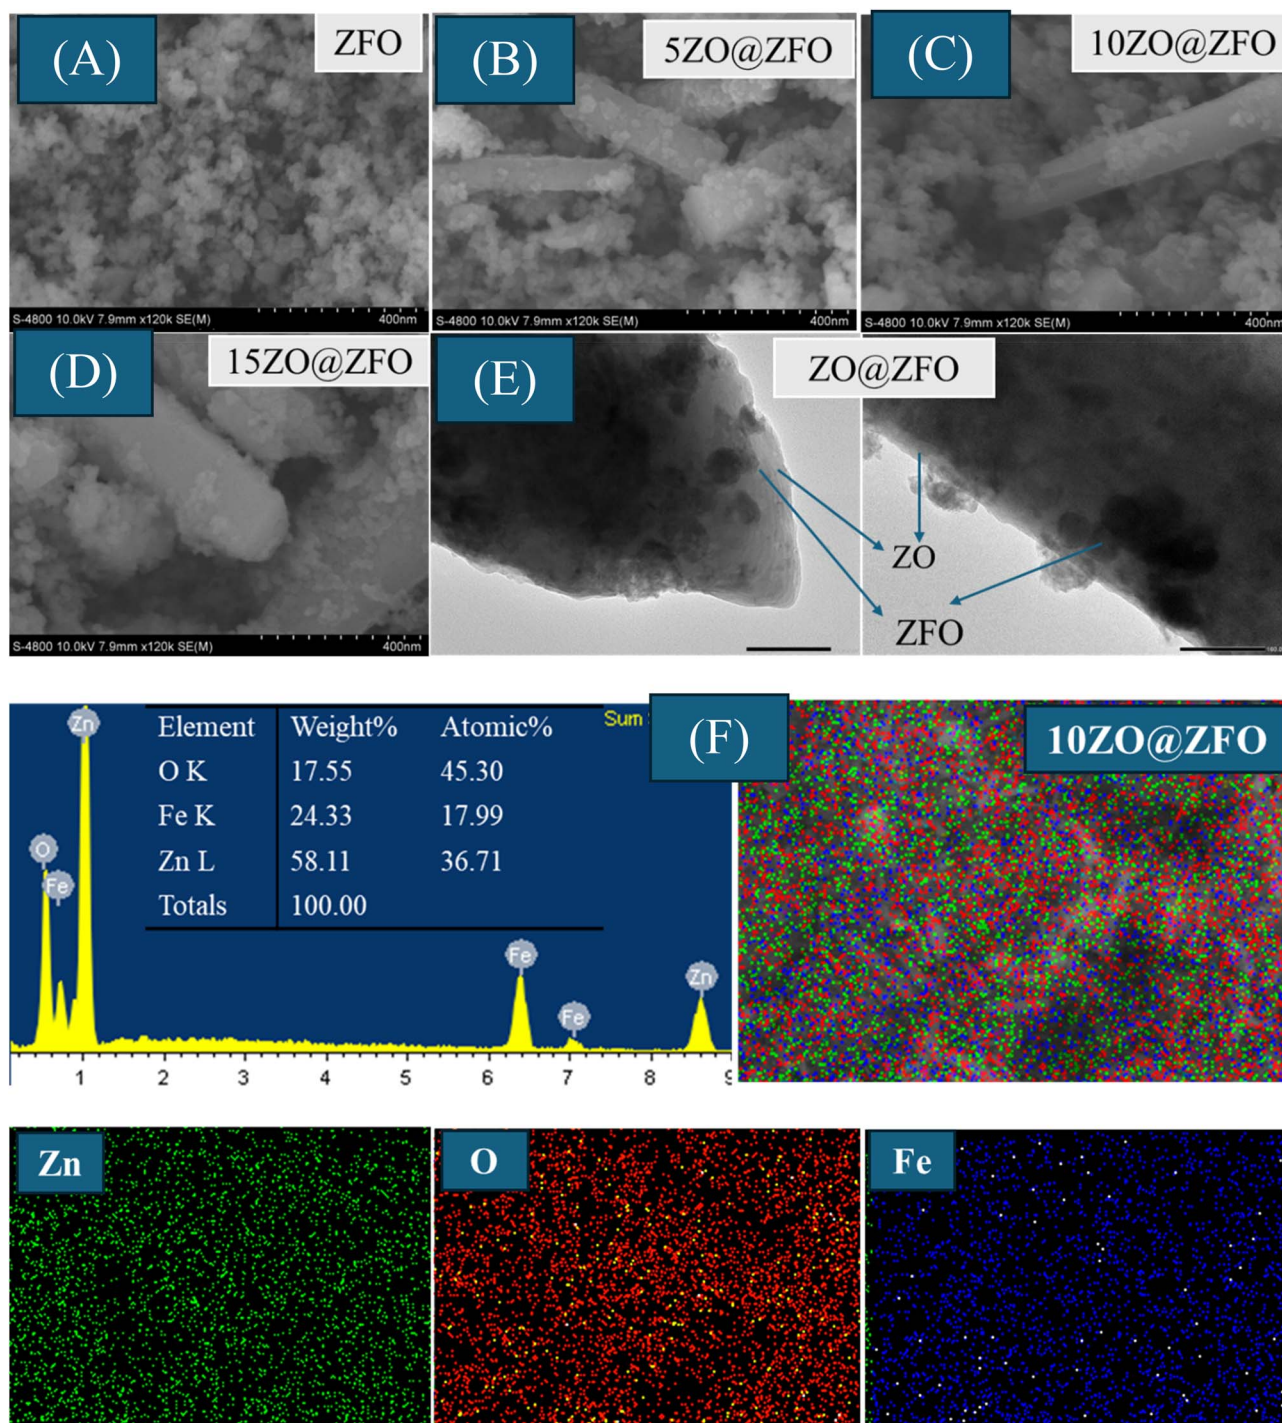 (A)
ZFO
(B)
5ZO@ZFO
(C)
10ZO@ZFO
S-4800 10.0kV 7.9mm x120k SE(M)
400nm
S-4800 10.0kV 7.9mm x120k SE(M)
400nm
S-4800 10.0kV 7.9mm x120k SE(M)
400nm
(D)
15ZO@ZFO
(E)
ZO@ZFO
ZO
ZFO
S-4800 10.0kV 7.9mm x120k SE(M)
400nm
Zn
O
Fe
Element Weight% Atomic%
O K 17.55 45.30
Fe K 24.33 17.99
Zn L 58.11 36.71
Totals 100.00
Sum
Fe
Fe
Zn
1 2 3 4 5 6 7 8 9
(F)
10ZO@ZFO
Zn
O
Fe